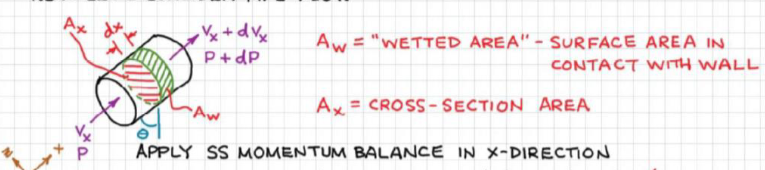 Ax
dx
Vx + dVx
P + dP
Aw = "WETTED AREA" - SURFACE AREA IN
CONTACT WITH WALL
Aw
Ax = CROSS-SECTION AREA
Vx
P
θ
APPLY SS MOMENTUM BALANCE IN X-DIRECTION